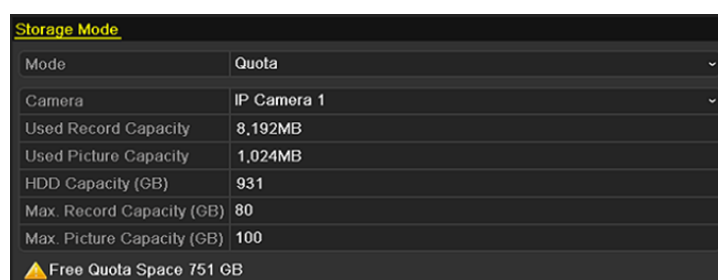 Storage Mode
Mode Quota
Camera IP Camera 1
Used Record Capacity 8,192MB
Used Picture Capacity 1,024MB
HDD Capacity (GB) 931
Max. Record Capacity (GB) 80
Max. Picture Capacity (GB) 100
Free Quota Space 751 GB